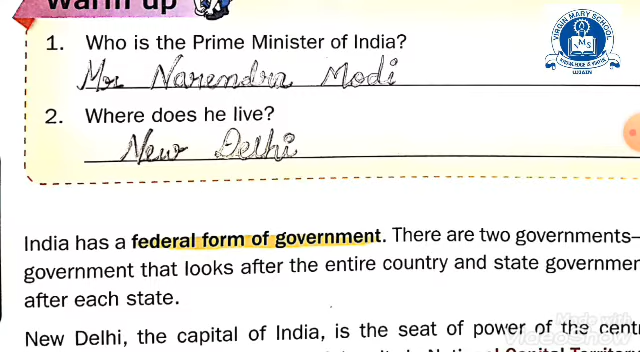 Warm up
1. Who is the Prime Minister of India?
Mr Narendra Modi
2. Where does he live?
New Delhi
VIRGIN MARY SCHOOL
VMS
UJJAIN
India has a federal form of government. There are two governments–
government that looks after the entire country and state governmen
after each state.
New Delhi, the capital of India, is the seat of power of the centr
Capital Territory
Made with
VideoShow